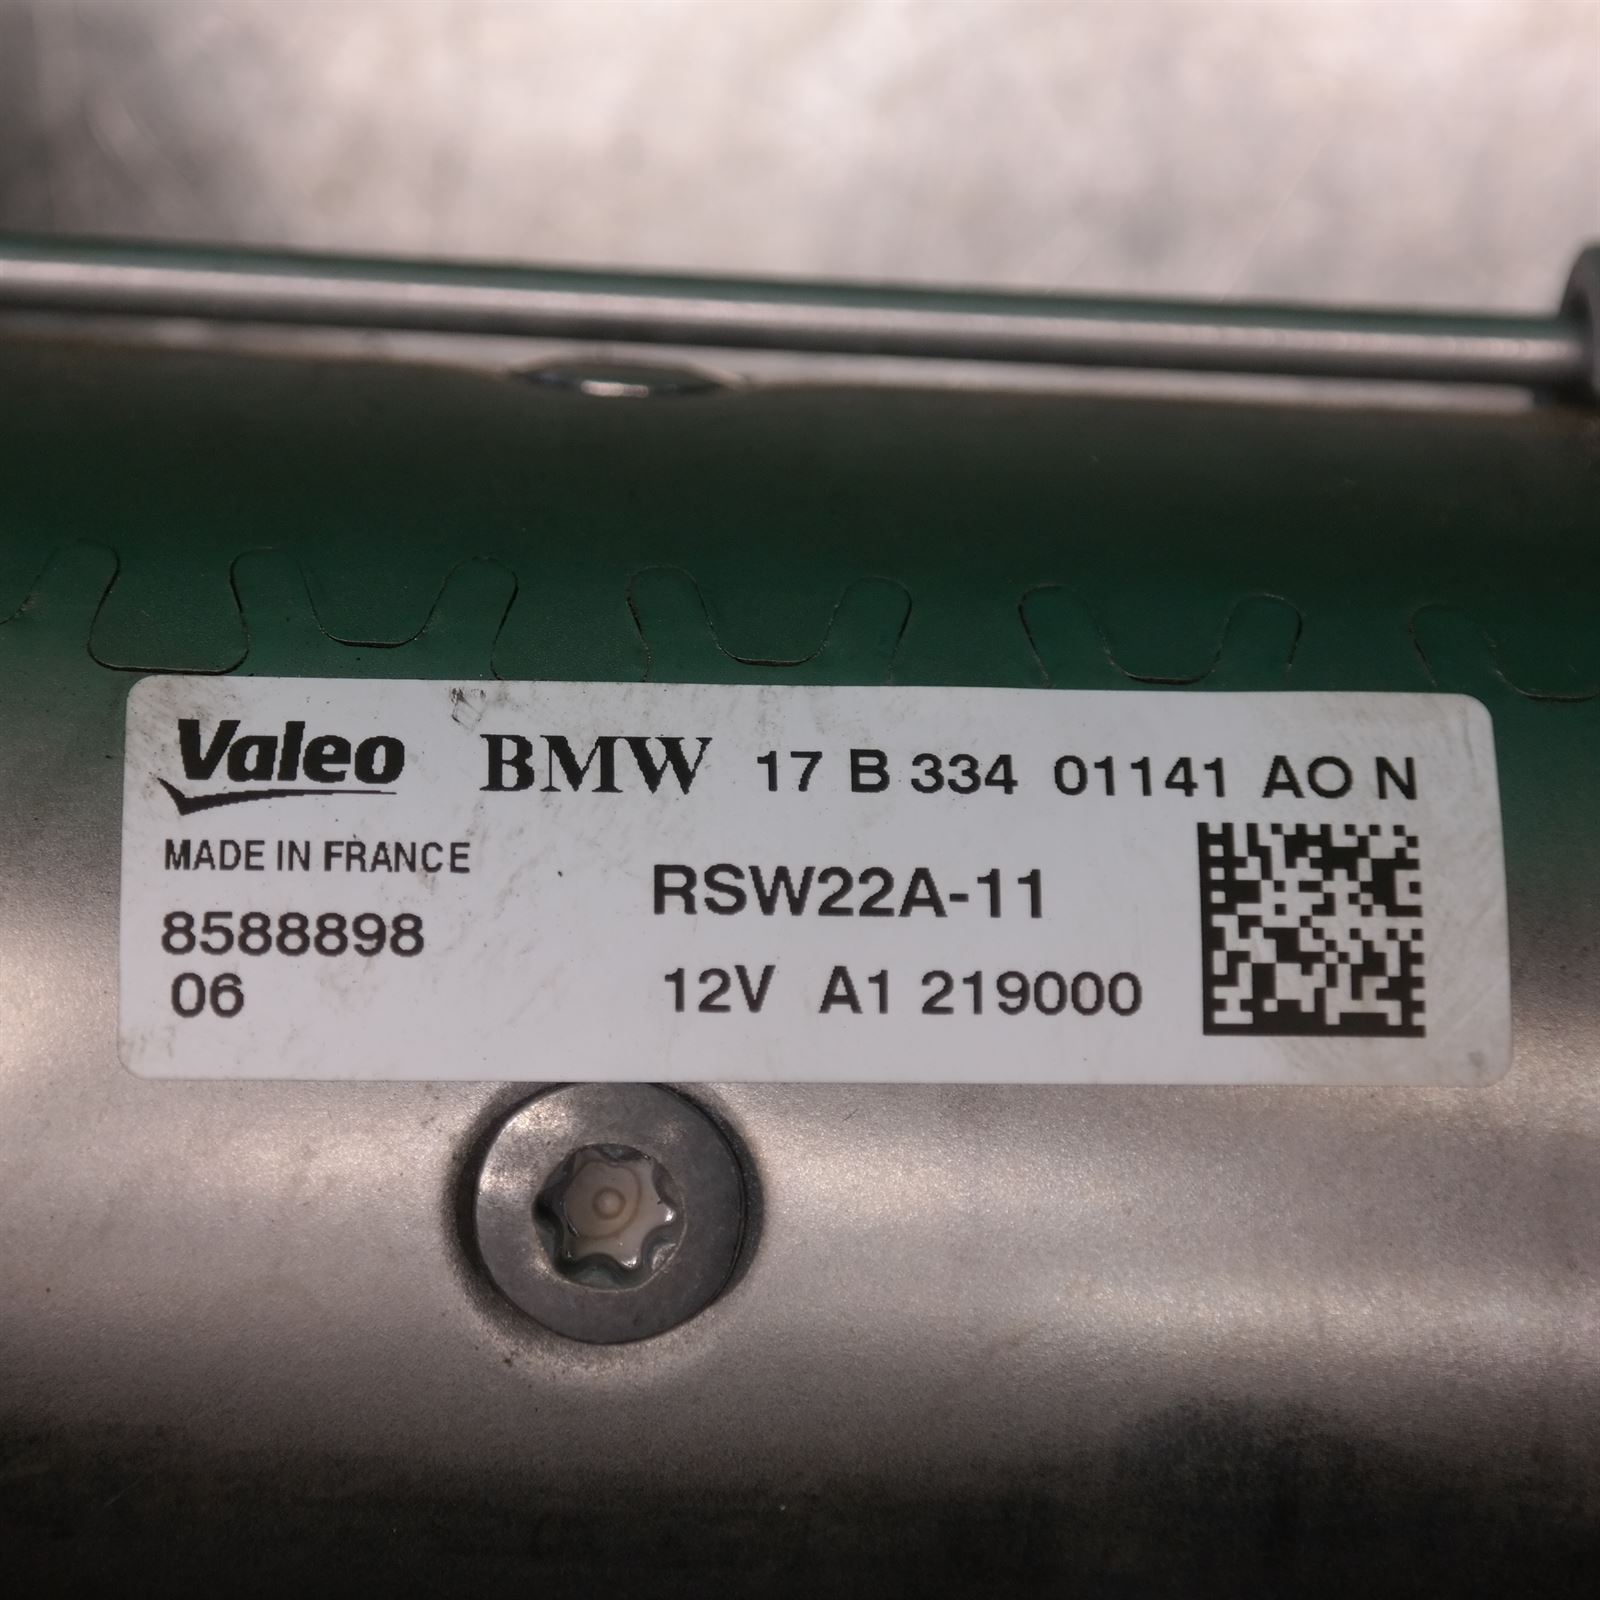 Valeo BMW 17 B 334 01141 AO N
MADE IN FRANCE
RSW22A-11
8588898
06
12V A1 219000